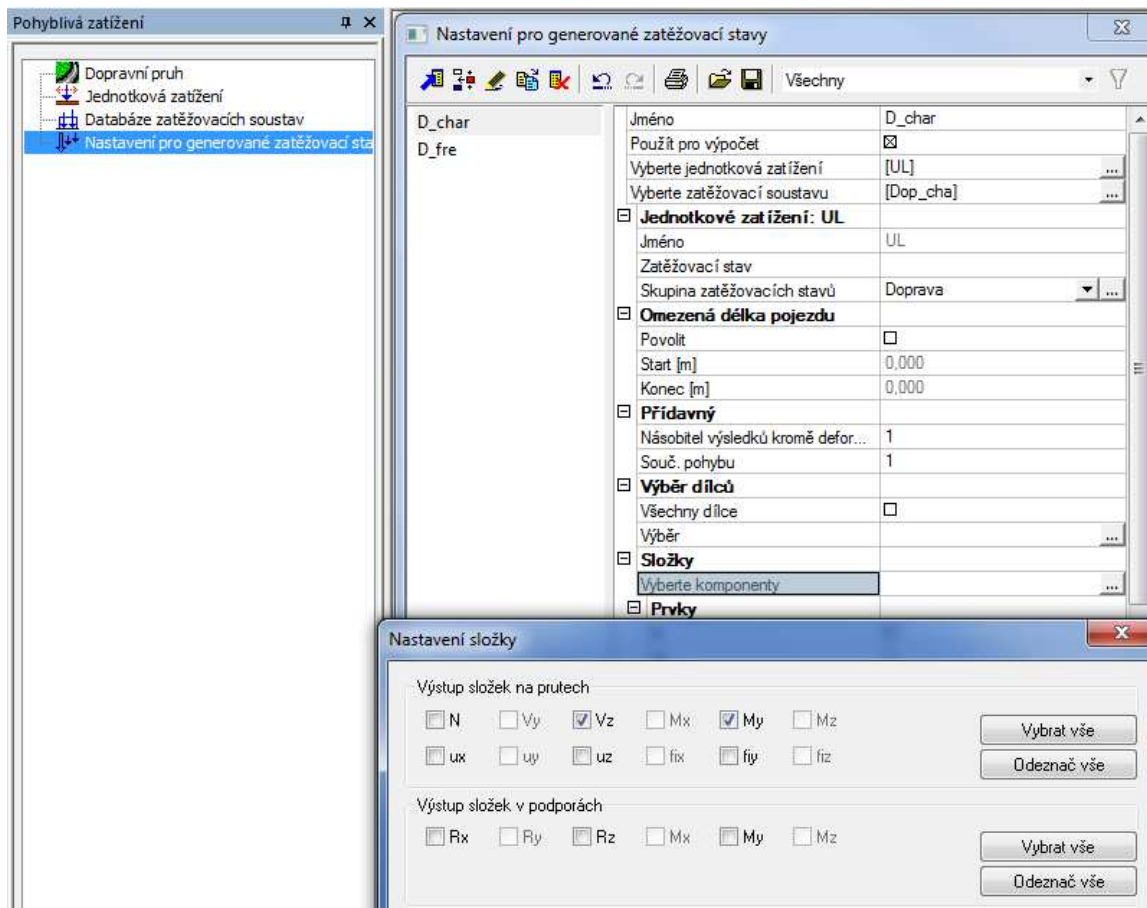 Pohyblivá zatížení
Dopravní pruh
Jednotková zatížení
Databáze zatěžovacích soustav
Nastavení pro generované zatěžovací sta
Nastavení pro generované zatěžovací stavy
Všechny
D_char
D_fre
Jméno D_char
Použít pro výpočet
Vyberte jednotková zatížení [UL] ...
Vyberte zatěžovací soustavu [Dop_cha] ...
Jednotkové zatížení: UL
Jméno UL
Zatěžovací stav
Skupina zatěžovacích stavů Doprava ...
Omezená délka pojezdu
Povolit
Start [m] 0,000
Konec [m] 0,000
Přídavný
Násobitel výsledků kromě defor... 1
Souč. pohybu 1
Výběr dílců
Všechny dílce
Výběr ...
Složky
Vyberte komponenty ...
Prvky
Nastavení složky
Výstup složek na prutech
N Vy Vz Mx My Mz
Vybrat vše
ux uy uz fix fiy fiz
Odeznač vše
Výstup složek v podporách
Rx Ry Rz Mx My Mz
Vybrat vše
Odeznač vše